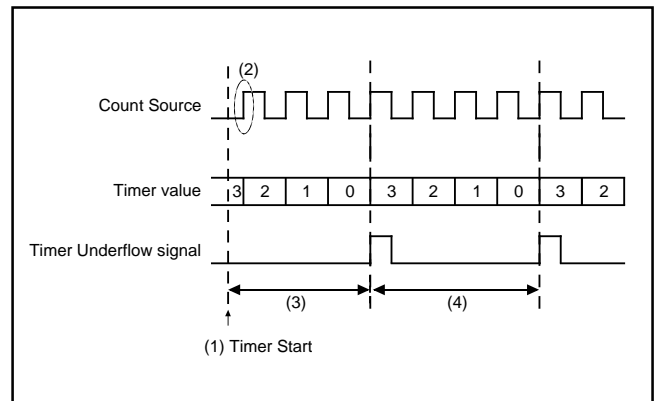 (2)
Count Source
Timer value 3 2 1 0 3 2 1 0 3 2
Timer Underflow signal
(3) (4)
(1) Timer Start